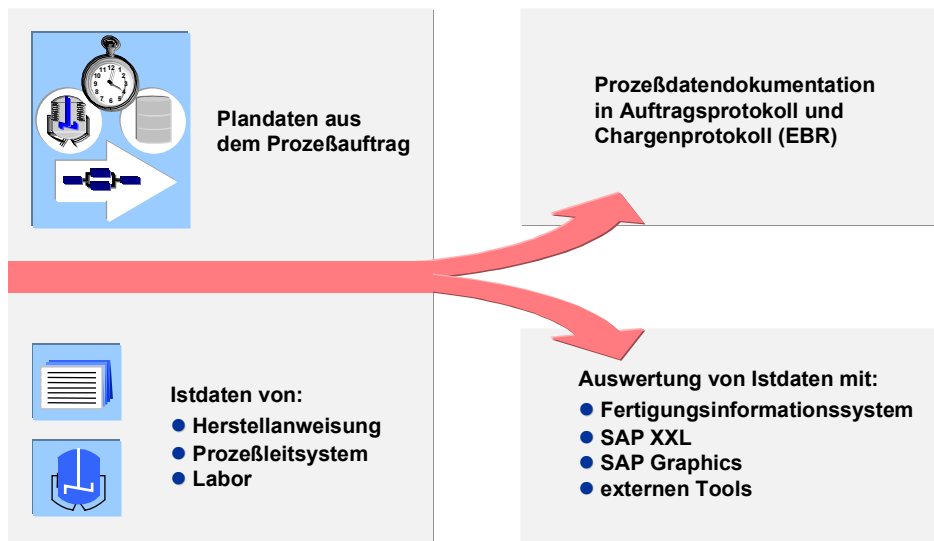 Plandaten aus
dem Prozeßauftrag
Prozeßdatendokumentation
in Auftragsprotokoll und
Chargenprotokoll (EBR)
Istdaten von:
Herstellanweisung
Prozeßleitsystem
Labor
Auswertung von Istdaten mit:
Fertigungsinformationssystem
SAP XXL
SAP Graphics
externen Tools